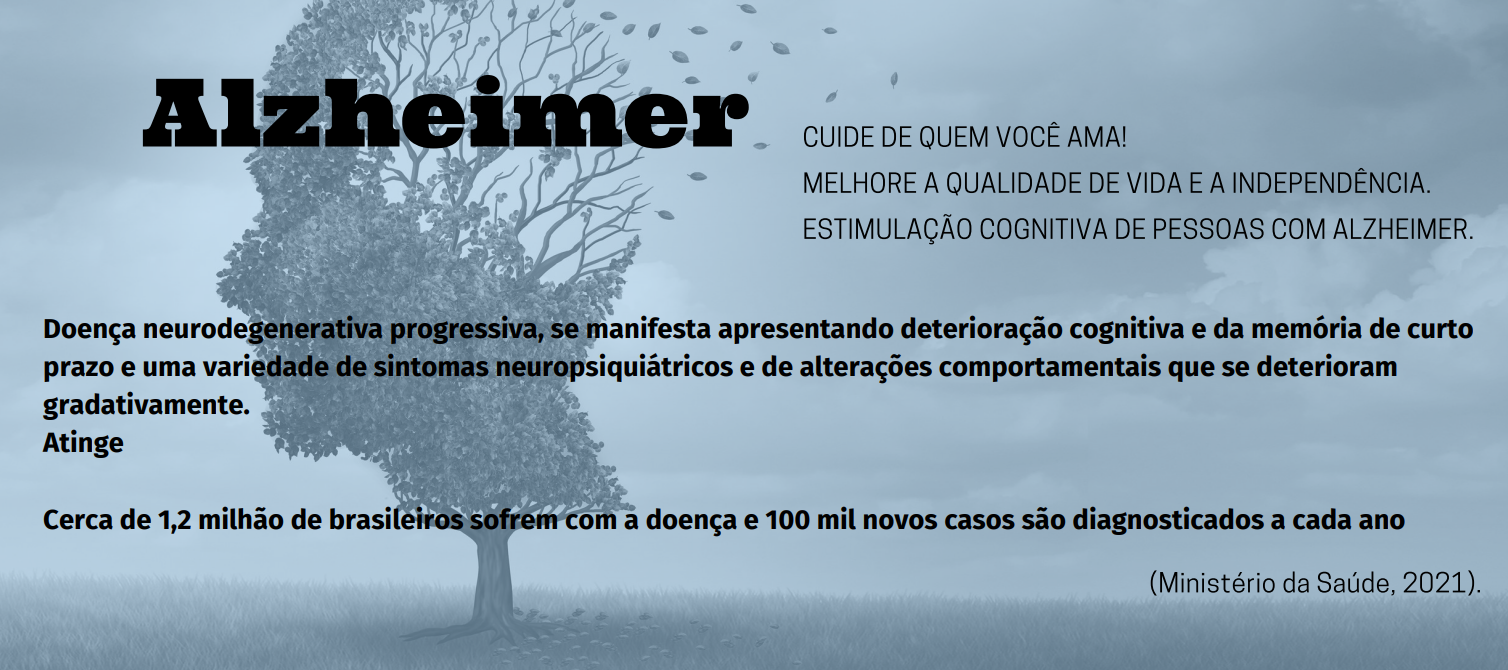 Alzheimer
CUIDE DE QUEM VOCÊ AMA!
MELHORE A QUALIDADE DE VIDA E A INDEPENDÊNCIA.
ESTIMULAÇÃO COGNITIVA DE PESSOAS COM ALZHEIMER.
Doença neurodegenerativa progressiva, se manifesta apresentando deterioração cognitiva e da memória de curto
prazo e uma variedade de sintomas neuropsiquiátricos e de alterações comportamentais que se deterioram
gradativamente.
Atinge
Cerca de 1,2 milhão de brasileiros sofrem com a doença e 100 mil novos casos são diagnosticados a cada ano
(Ministério da Saúde, 2021).